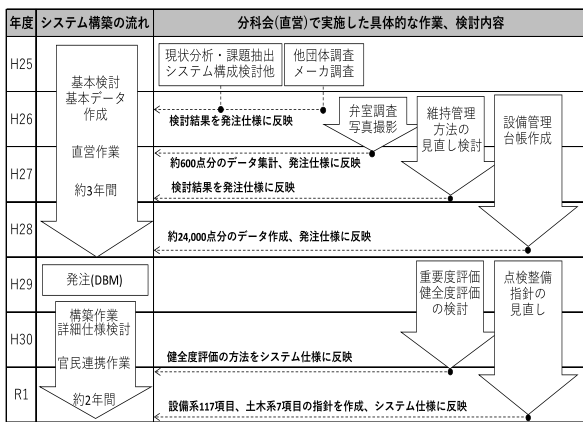 年度 システム構築の流れ 分科会(直営)で実施した具体的な作業、検討内容
H25
H26
H27
H28
H29
H30
R1
基本検討
基本データ
作成
直営作業
約3年間
発注(DBM)
構築作業
詳細仕様検討
官民連携作業
約2年間
現状分析・課題抽出
システム構成検討他
他団体調査
メーカ調査
検討結果を発注仕様に反映
弁室調査
写真撮影
約600点分のデータ集計、発注仕様に反映
維持管理
方法の
見直し検討
検討結果を発注仕様に反映
設備管理
台帳作成
約24,000点分のデータ作成、発注仕様に反映
重要度評価
健全度評価
の検討
健全度評価の方法をシステム仕様に反映
点検整備
指針の
見直し
設備系117項目、土木系7項目の指針を作成、システム仕様に反映